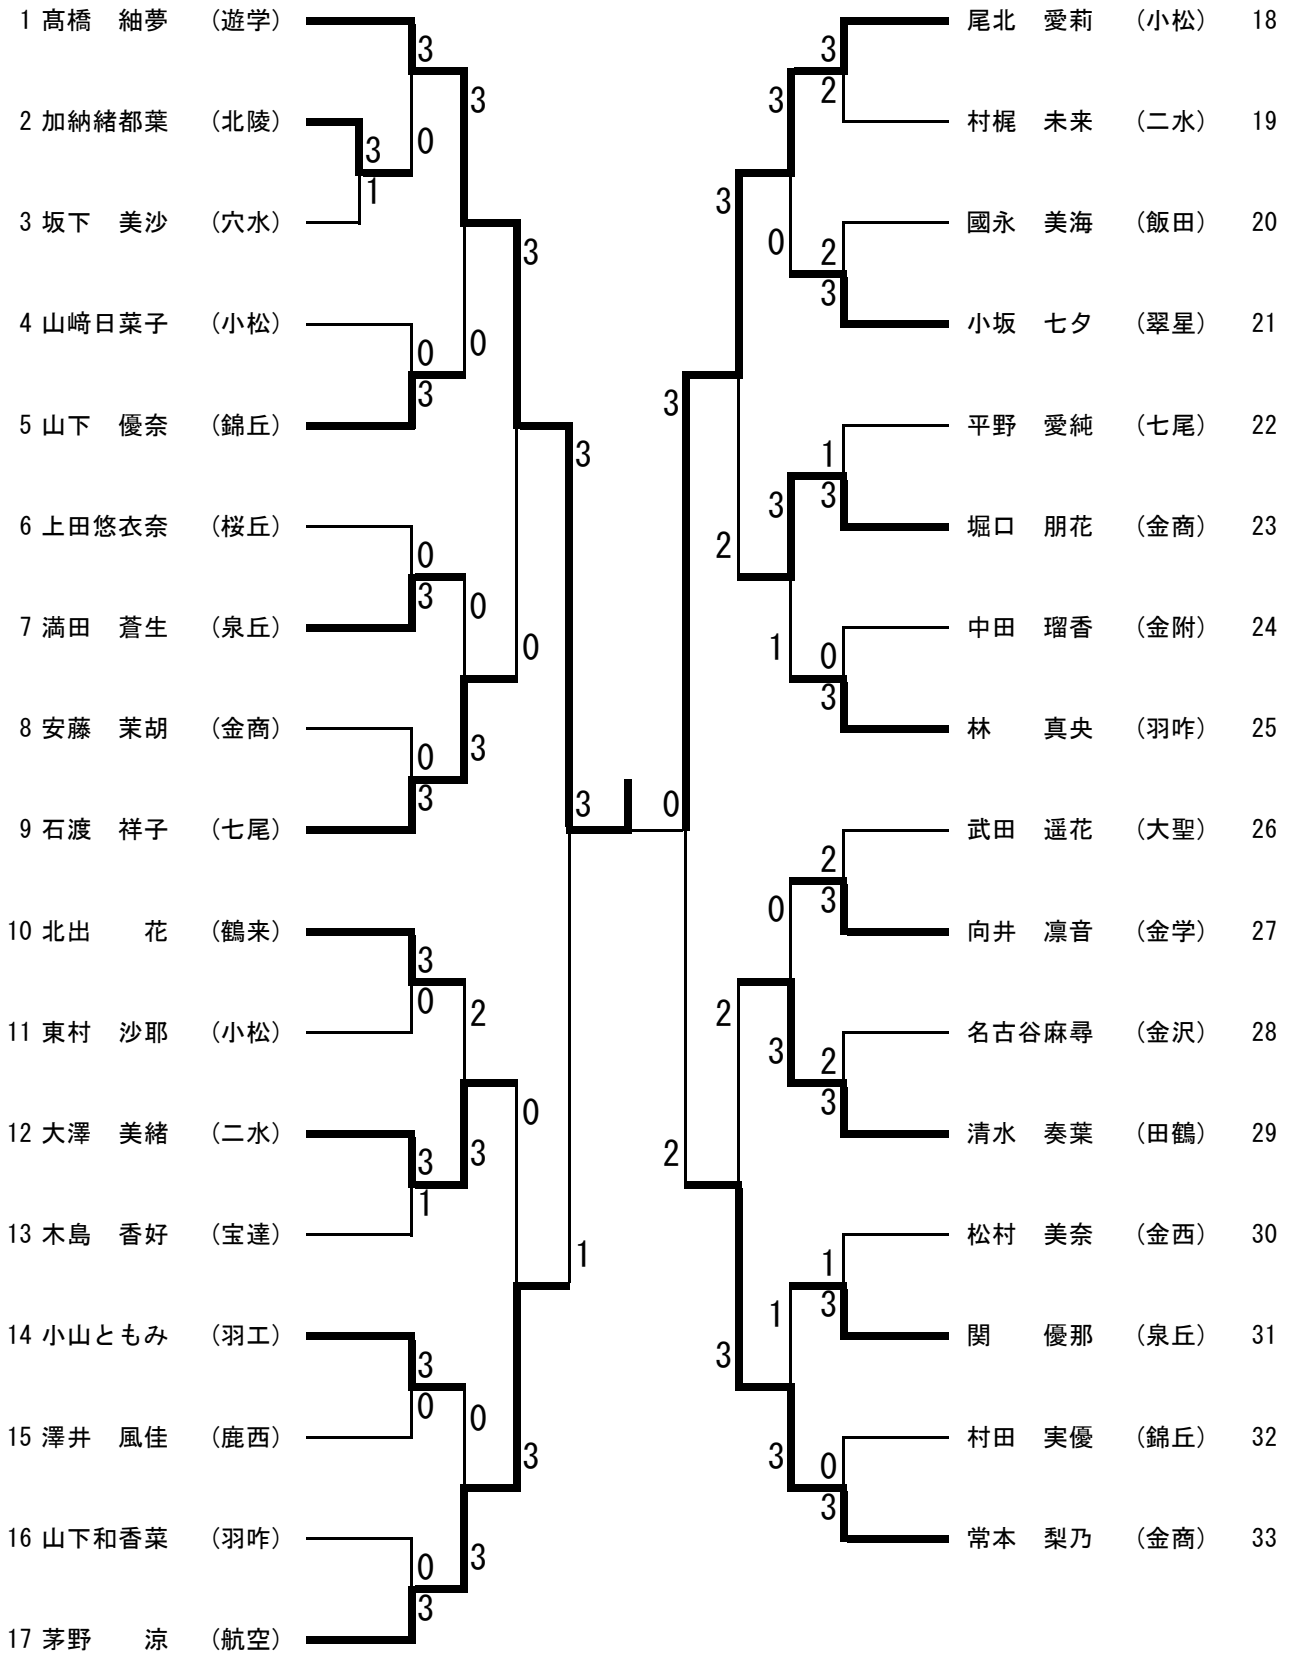 1 髙橋　紬夢　（遊学）
3
0
2 加納緒都葉　（北陵）
3
1
3 坂下　美沙　（穴水）
3
0
4 山﨑日菜子　（小松）
0
3
5 山下　優奈　（錦丘）
3
0
6 上田悠衣奈　（桜丘）
0
3
7 満田　蒼生　（泉丘）
0
3
8 安藤　茉胡　（金商）
0
3
9 石渡　祥子　（七尾）
3
1
10 北出　　花　（鶴来）
3
0
11 東村　沙耶　（小松）
2
3
12 大澤　美緒　（二水）
3
1
13 木島　香好　（宝達）
0
3
14 小山ともみ　（羽工）
3
0
15 澤井　風佳　（鹿西）
0
3
16 山下和香菜　（羽咋）
0
3
17 茅野　　涼　（航空）
3 0
尾北　愛莉　（小松）　18
3
2
村梶　未来　（二水）　19
3
0
國永　美海　（飯田）　20
2
3
小坂　七夕　（翠星）　21
3
2
平野　愛純　（七尾）　22
1
3
堀口　朋花　（金商）　23
3
1
中田　瑠香　（金附）　24
0
3
林　　真央　（羽咋）　25
3
2
武田　遥花　（大聖）　26
2
3
向井　凛音　（金学）　27
0
3
名古谷麻尋　（金沢）　28
2
3
清水　奏葉　（田鶴）　29
2
3
松村　美奈　（金西）　30
1
3
関　　優那　（泉丘）　31
1
3
村田　実優　（錦丘）　32
0
3
常本　梨乃　（金商）　33